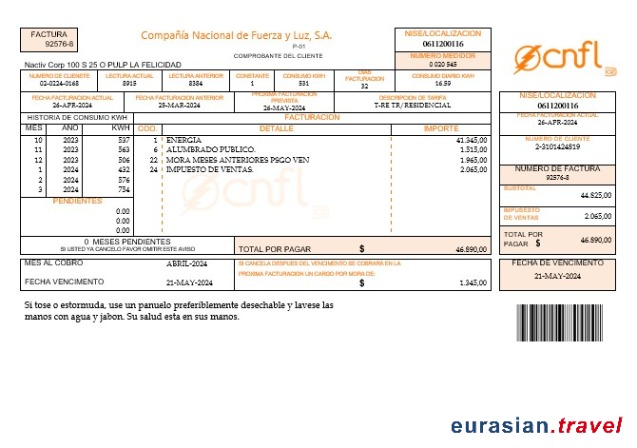 FACTURA
92576-8
Compañía Nacional de Fuerza y Luz, S.A.
P-01
COMPROBANTE DEL CLIENTE
NISE/LOCALIZACION
0611200116
NUMERO MEDIDOR
0 020 545
Nactiv Corp 100 S 25 O PULP LA FELICIDAD
NUMERO DE CLIENETE LECTURA ACTUAL LECTURA ANTERIOR CONSTANTE CONSUMO KWH DIAS FACTURACION CONSUMO DIARIO KWH
02-0224-0168 8915 8384 1 531 32 16.59
FECHA FACTURACION ACTUAL FECHA FACTURACION ANTERIOR PROXIMA FACTURACION PREVISTA DESCRIPCION DE TARIFA
26-APR-2024 25-MAR-2024 26-MAY-2024 T-RE TR/ RESIDENCIAL
HISTORIA DE CONSUMO KWH FACTURACION
MES ANO KWH COD. DETALLE IMPORTE
10 2023 537 1 ENERGIA 41.345,00
11 2023 563 6 ALUMBRADO PUBLICO. 1.515,00
12 2023 506 22 MORA MESES ANTERIORES PSGO VEN 1.965,00
1 2024 432 24 IMPUESTO DE VENTAS. 2.065,00
2 2024 576
3 2024 754
PENDIENTES
0.00
0.00
0.00
cnfl
0 MESES PENDIENTES
SI USTED YA CANCELO FAVOR OMITIR ESTE AVISO
TOTAL POR PAGAR $ 46.890,00
MES AL COBRO ABRIL-2024
FECHA VENCIMENTO 21-MAY-2024
SI CANCELA DESPUES DEL VENCIMIENTO SE COBRARÁ EN LA
PROXIMA FACTURACION UN CARGO POR MORA DE:
$ 1.345,00
Si tose o estormuda, use un panuelo preferiblemente desechable y lavese las
manos con agua y jabon. Su salud esta en sus manos.
cnfl
NISE/LOCALIZACION
0611200116
FECHA FACTURACION ACTUAL
26-APR-2024
NUMERO DE CLIENTE
2-3101424819
NUMERO DE FACTURA
92576-8
SUBTOTAL
44.825,00
IMPUESTO
DE VENTAS 2.065,00
TOTAL POR
PAGAR $ 46.890,00
FECHA DE VENCIMIENTO
21-MAY-2024
eurasian.travel